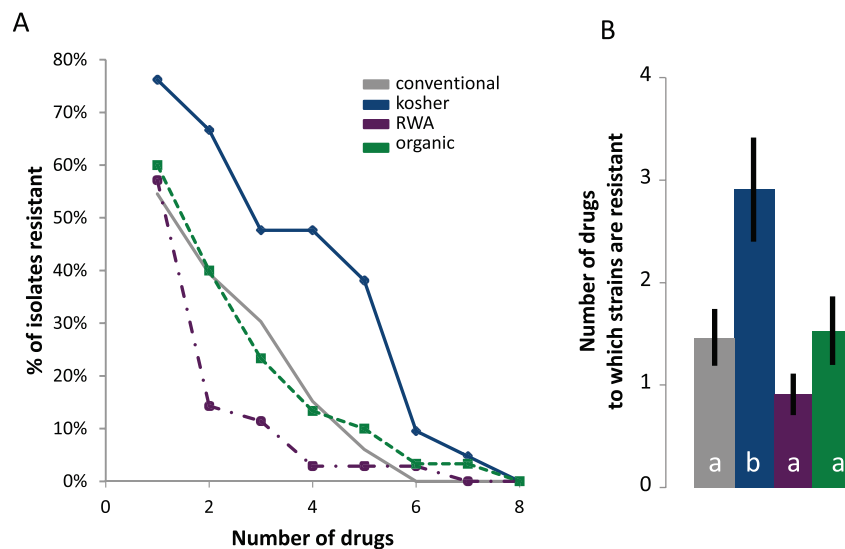 A
80%
70%
60%
50%
40%
30%
20%
10%
0%
% of isolates resistant
0 2 4 6 8
Number of drugs
conventional
kosher
RWA
organic
B
4
3
2
1
0
Number of drugs
to which strains are resistant
a b a a